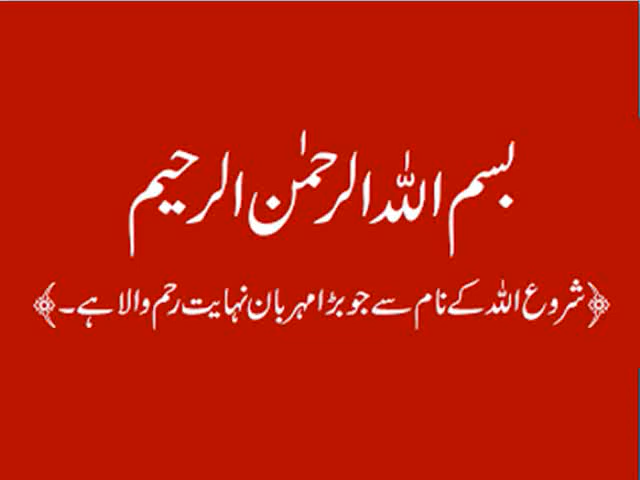 بسم اللہ الرحمٰن الرحیم
﴿شروع اللہ کے نام سے جو بڑا مہربان نہایت رحم والا ہے۔﴾